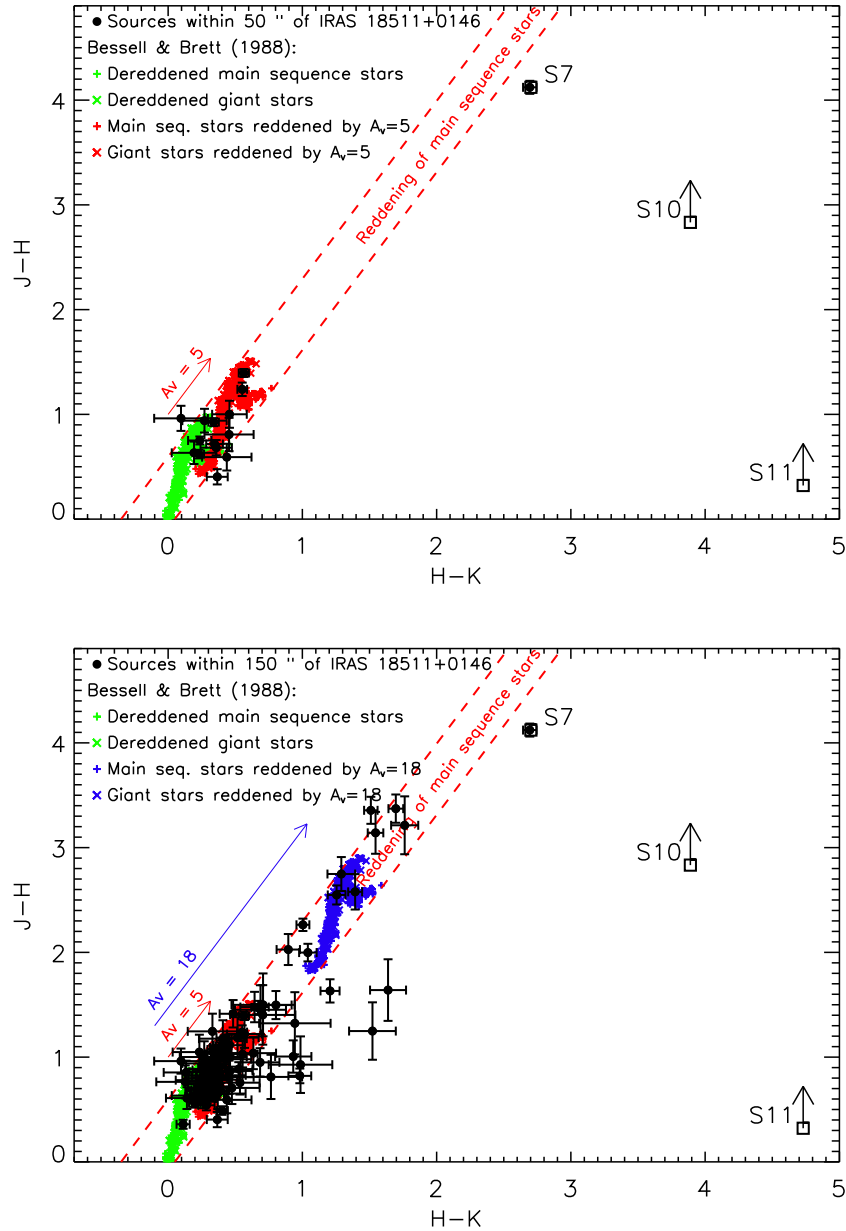 Sources within 50 " of IRAS 18511+0146
Bessell & Brett (1988):
Dereddened main sequence stars
Dereddened giant stars
Main seq. stars reddened by Av=5
Giant stars reddened by Av=5
Reddening of main sequence stars
S7
S10
S11
Av = 5
J-H
4
3
2
1
0
0 1 2 3 4 5
H-K
Sources within 150 " of IRAS 18511+0146
Bessell & Brett (1988):
Dereddened main sequence stars
Dereddened giant stars
Main seq. stars reddened by Av=18
Giant stars reddened by Av=18
Reddening of main sequence stars
S7
S10
S11
Av = 18
Av = 5
J-H
4
3
2
1
0
0 1 2 3 4 5
H-K